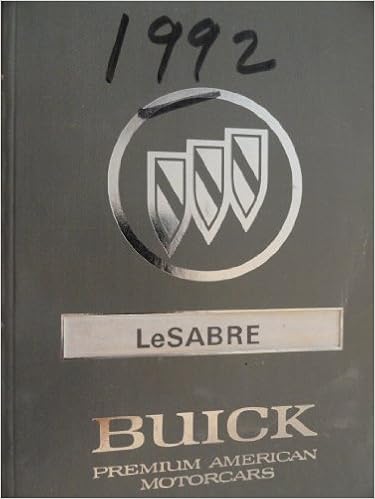 1992
LeSABRE
BUICK
PREMIUM AMERICAN
MOTORCARS